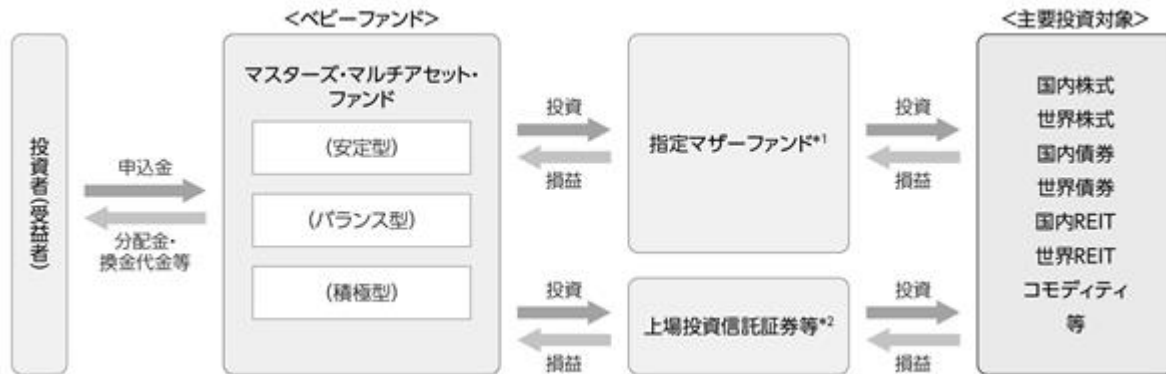 <ベビーファンド>
<主要投資対象>
投資者(受益者)
申込金
分配金・
換金代金等
マスターズ・マルチアセット・
ファンド
(安定型)
(バランス型)
(積極型)
投資
損益
投資
損益
指定マザーファンド*1
上場投資信託証券等*2
投資
損益
投資
損益
国内株式
世界株式
国内債券
世界債券
国内REIT
世界REIT
コモディティ
等